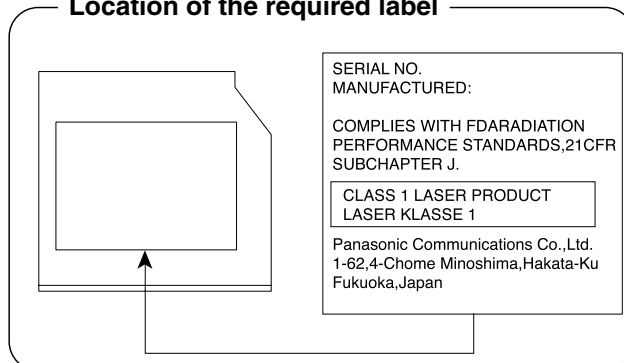 Location of the required label
SERIAL NO.
MANUFACTURED:
COMPLIES WITH FDARADIATION
PERFORMANCE STANDARDS,21CFR
SUBCHAPTER J.
CLASS 1 LASER PRODUCT
LASER KLASSE 1
Panasonic Communications Co.,Ltd.
1-62,4-Chome Minoshima,Hakata-Ku
Fukuoka,Japan